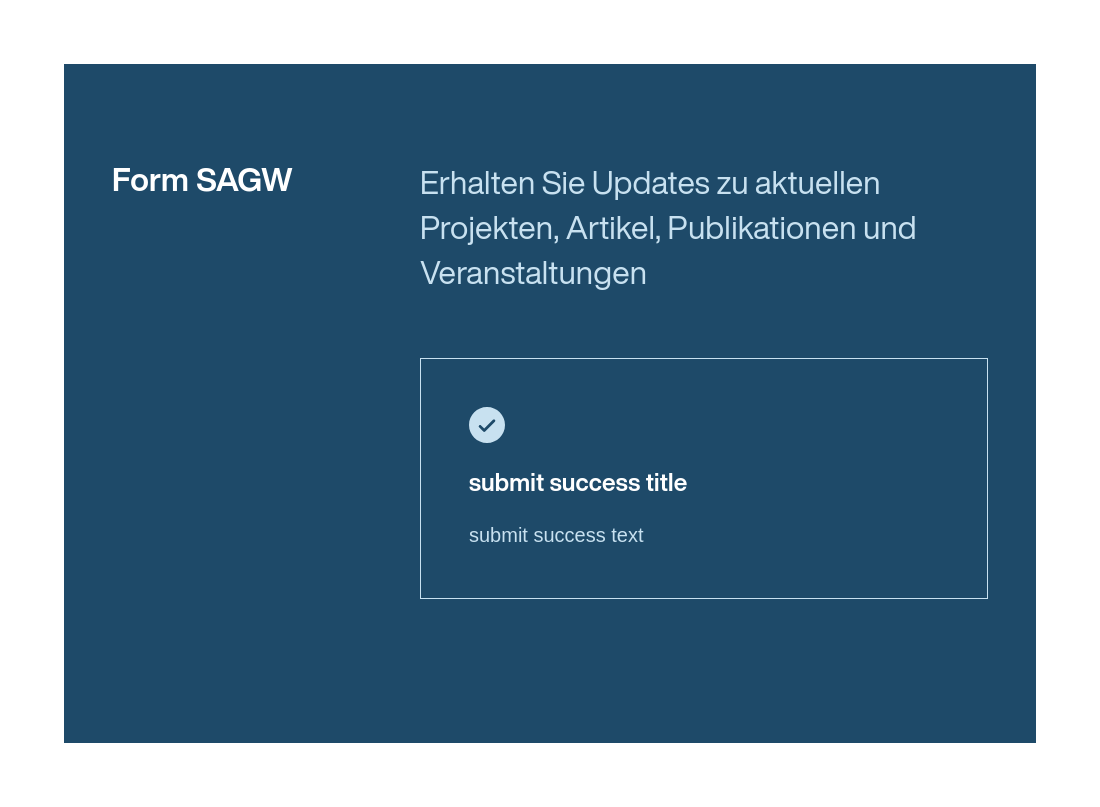 Form SAGW
Erhalten Sie Updates zu aktuellen
Projekten, Artikel, Publikationen und
Veranstaltungen
submit success title
submit success text